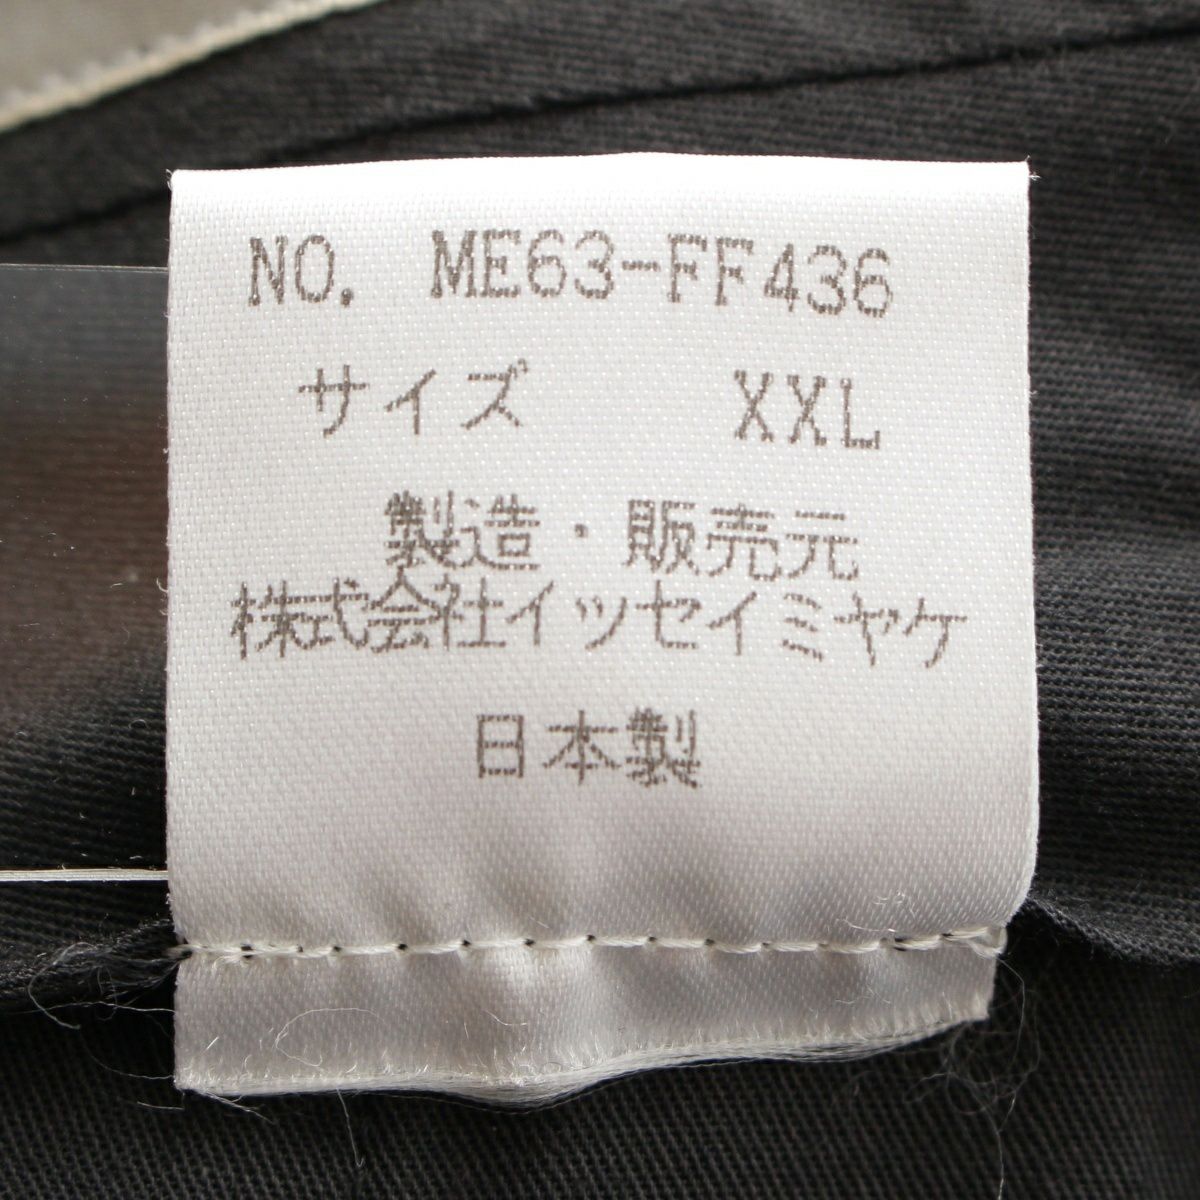 NO. ME63-FF436
サイズ XXL
製造・販売元
株式会社イッセイミヤケ
日本製